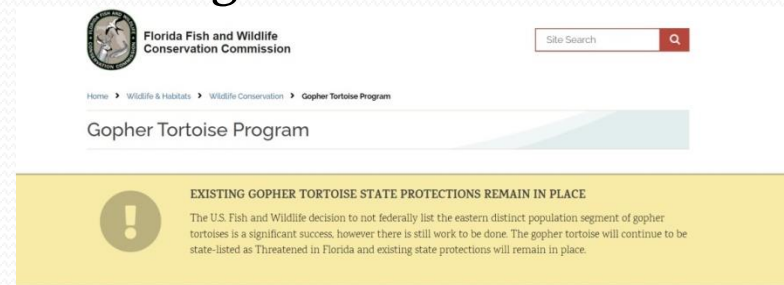 Florida Fish and Wildlife
Conservation Commission
Site Search
Home > Wildlife & Habitats > Wildlife Conservation > Gopher Tortoise Program
Gopher Tortoise Program
EXISTING GOPHER TORTOISE STATE PROTECTIONS REMAIN IN PLACE
The U.S. Fish and Wildlife decision to not federally list the eastern distinct population segment of gopher
tortoises is a significant success, however there is still work to be done. The gopher tortoise will continue to be
state-listed as Threatened in Florida and existing state protections will remain in place.